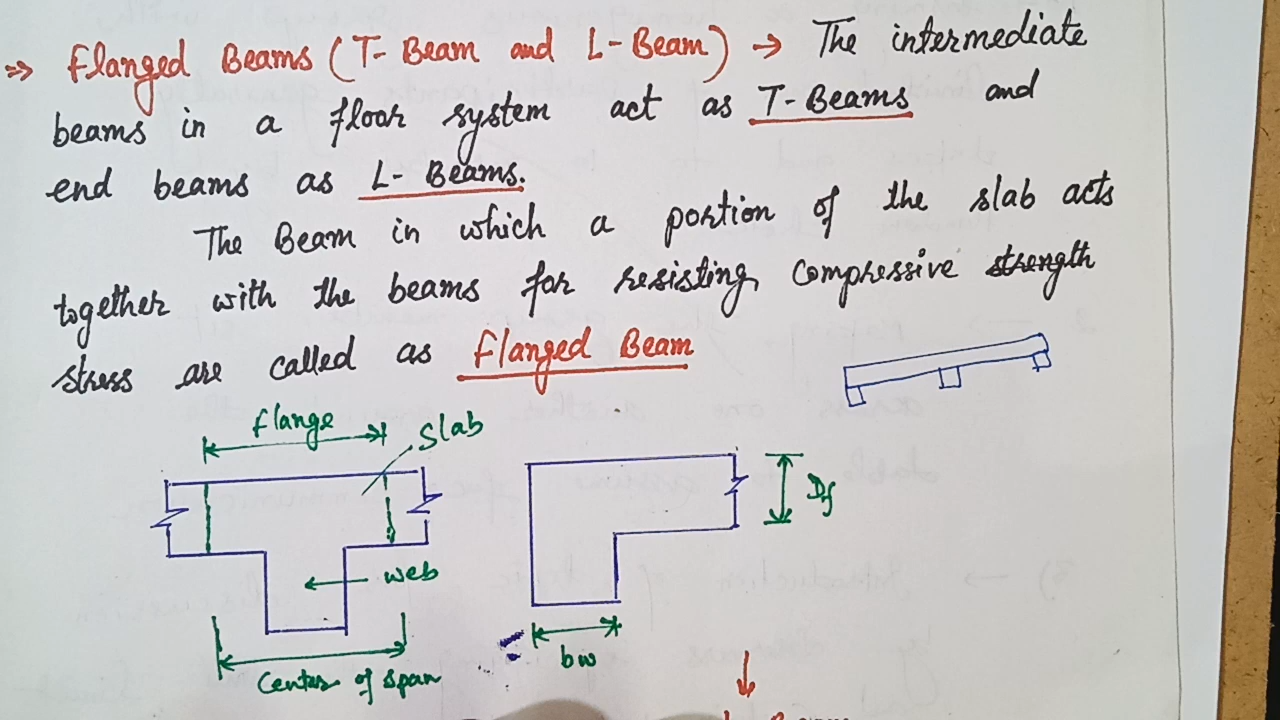 ⇒ Flanged Beams (T-Beam and L-Beam) → The intermediate
beams in a floor system act as T-Beams and
end beams as L-Beams.
The Beam in which a portion of the slab acts
together with the beams for resisting compressive strength
stress are called as Flanged Beam
flange
Slab
Df
web
bw
Center of span